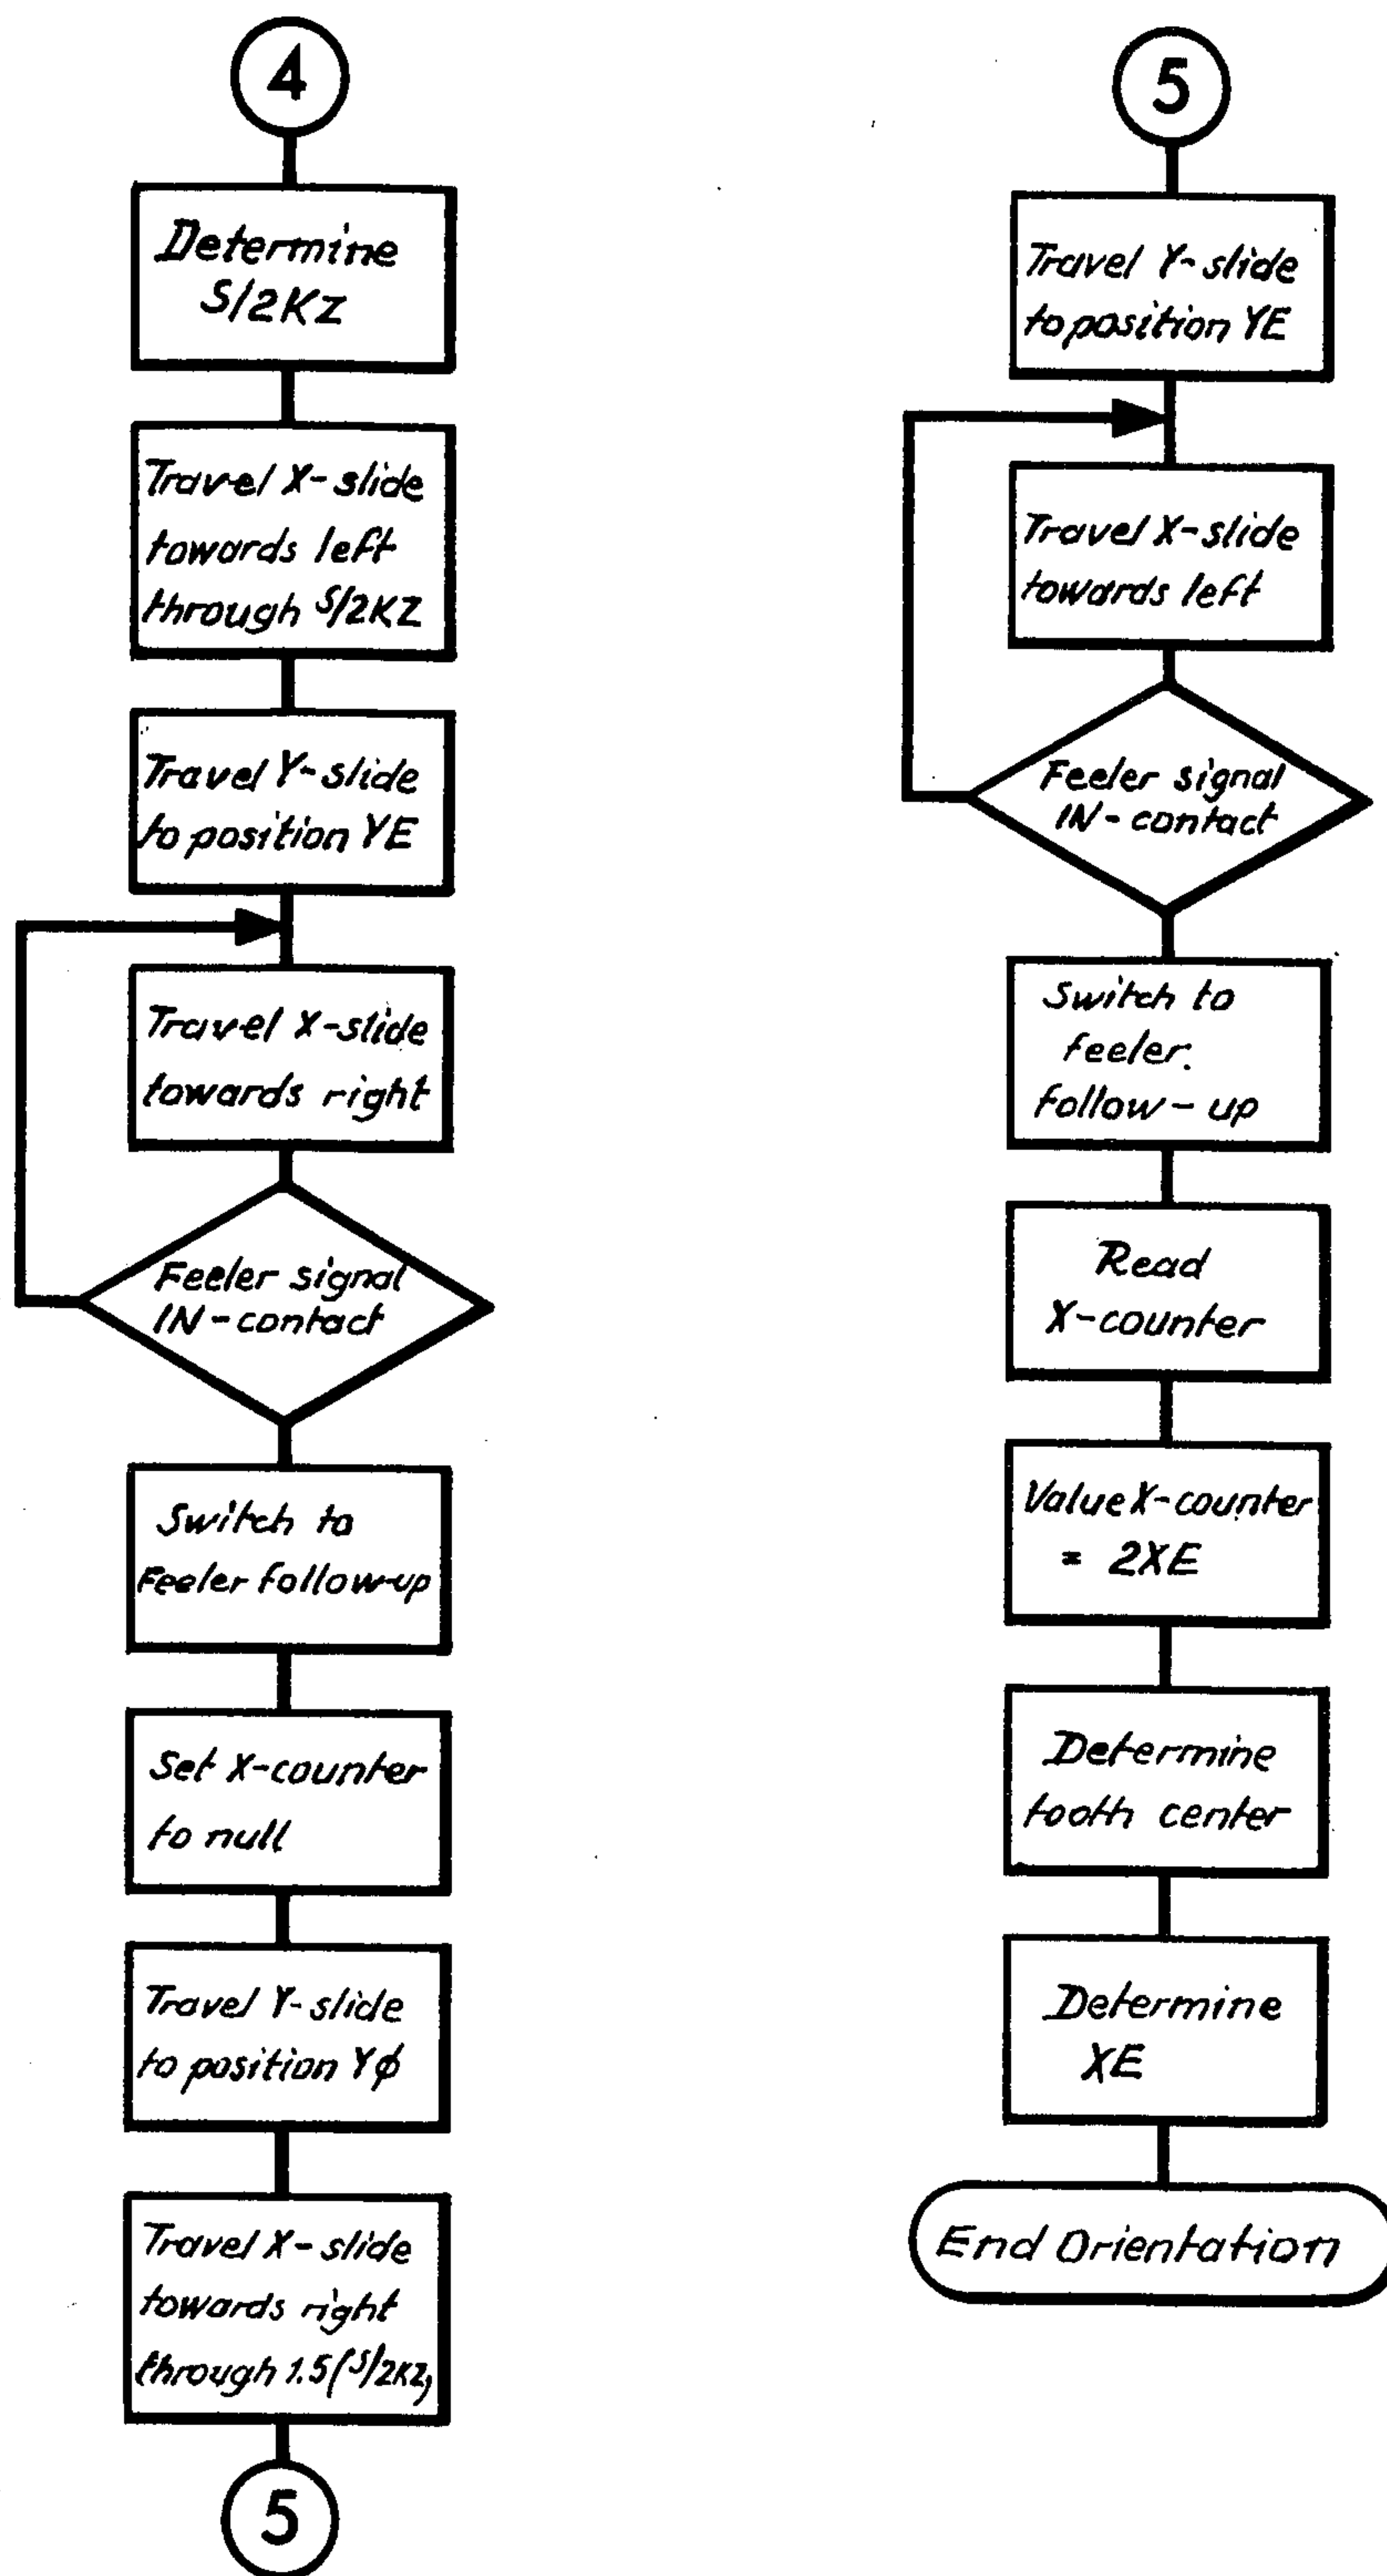 4
Determine
S/2KZ
Travel X-slide
towards left
through S/2KZ
Travel Y-slide
to position YE
Travel X-slide
towards right
Feeler signal
IN-contact
Switch to
Feeler follow-up
Set X-counter
to null
Travel Y-slide
to position Yϕ
Travel X-slide
towards right
through 1.5(S/2KZ)
5
5
Travel Y-slide
to position YE
Travel X-slide
towards left
Feeler signal
IN-contact
Switch to
feeler.
follow-up
Read
X-counter
Value X-counter
= 2XE
Determine
tooth center
Determine
XE
End Orientation